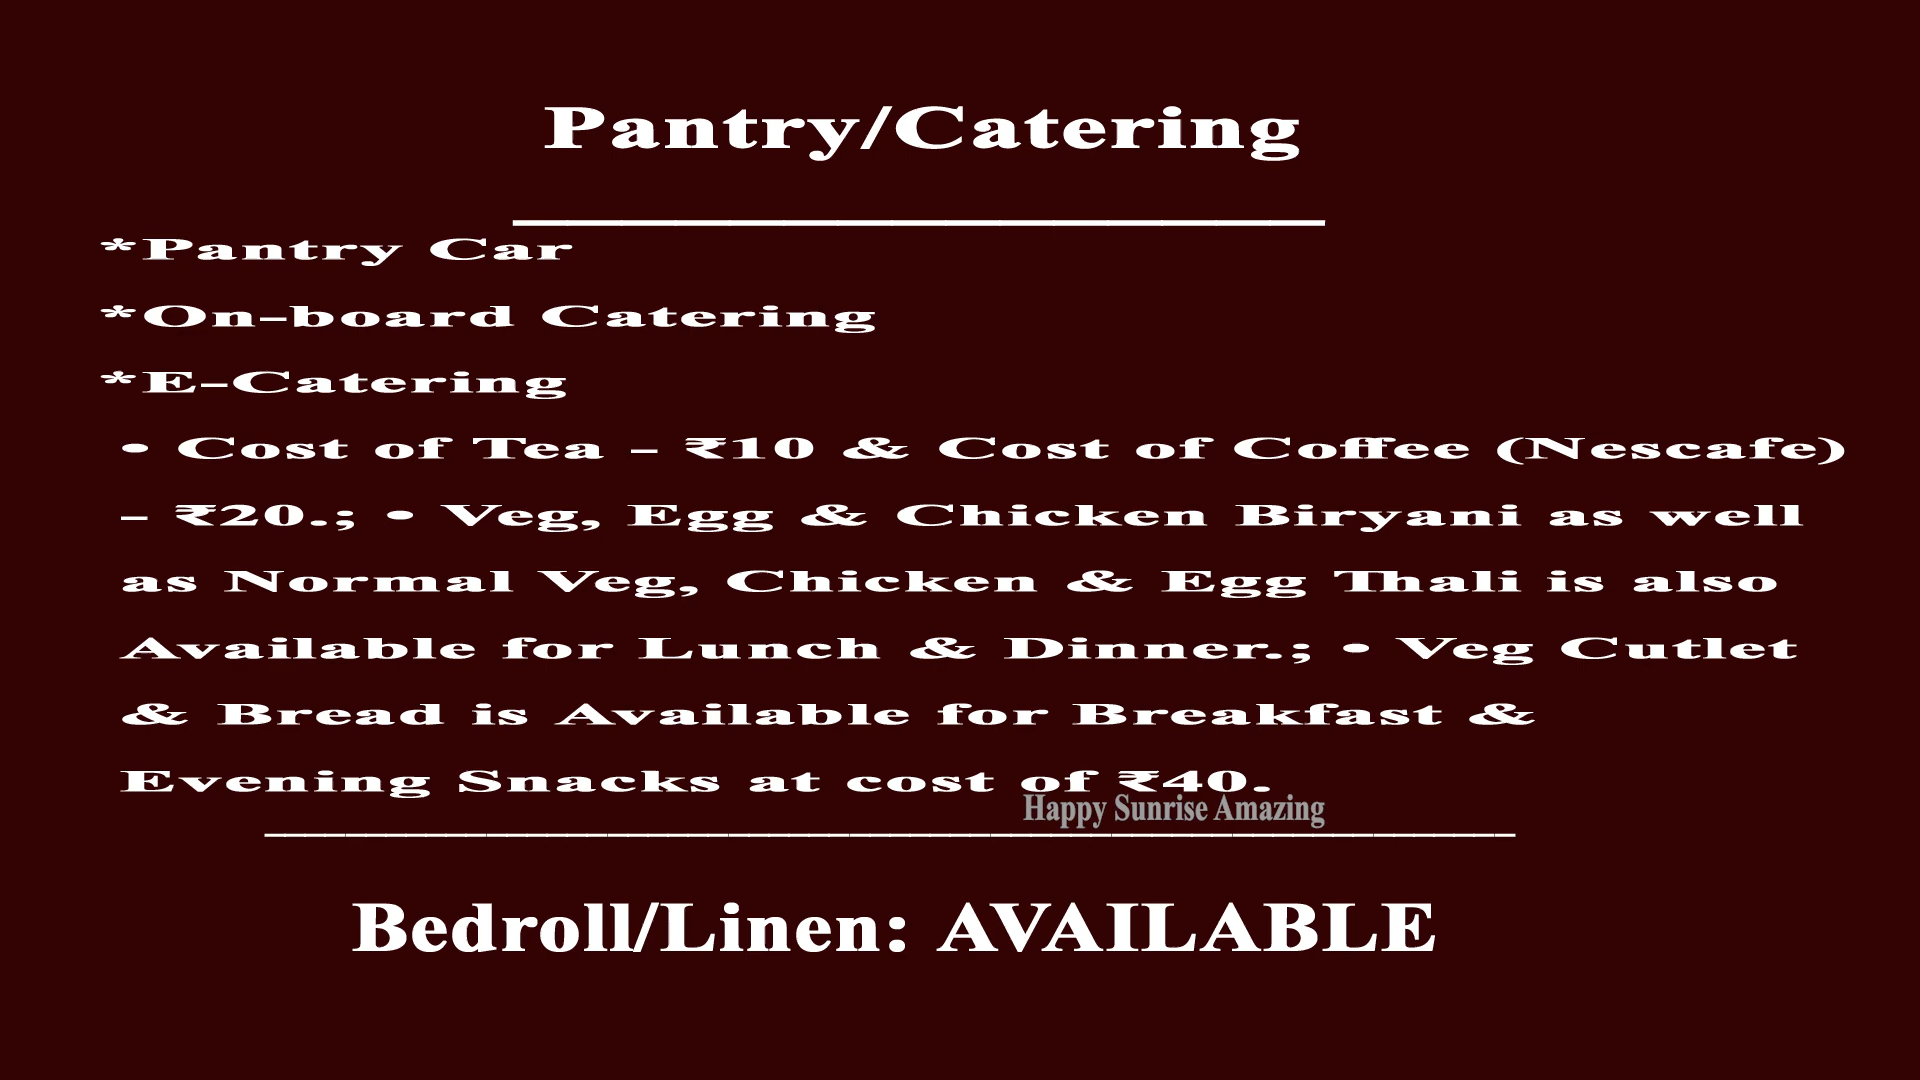 Pantry/Catering
*Pantry Car
*On-board Catering
*E-Catering
• Cost of Tea - ₹10 & Cost of Coffee (Nescafe)
- ₹20.; • Veg, Egg & Chicken Biryani as well
as Normal Veg, Chicken & Egg Thali is also
Available for Lunch & Dinner.; • Veg Cutlet
& Bread is Available for Breakfast &
Evening Snacks at cost of ₹40.
Happy Sunrise Amazing
Bedroll/Linen: AVAILABLE